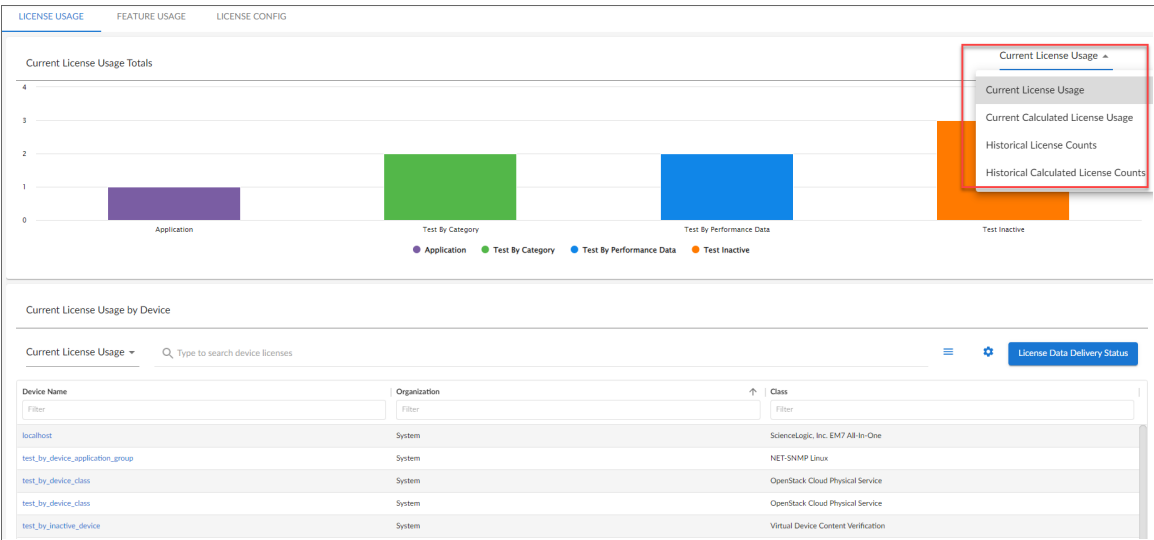 LICENSE USAGE FEATURE USAGE LICENSE CONFIG
Current License Usage Totals
Current License Usage
Current License Usage
Current Calculated License Usage
Historical License Counts
Historical Calculated License Counts
4
3
2
1
0
Application Test By Category Test By Performance Data Test Inactive
Application Test By Category Test By Performance Data Test Inactive
Current License Usage by Device
Current License Usage Type to search device licenses License Data Delivery Status
Device Name Organization Class
Filter Filter Filter
localhost System ScienceLogic, Inc. EM7 All-In-One
test_by_device_application_group System NET-SNMP Linux
test_by_device_class System OpenStack Cloud Physical Service
test_by_device_class System OpenStack Cloud Physical Service
test_by_inactive_device System Virtual Device Content Verification